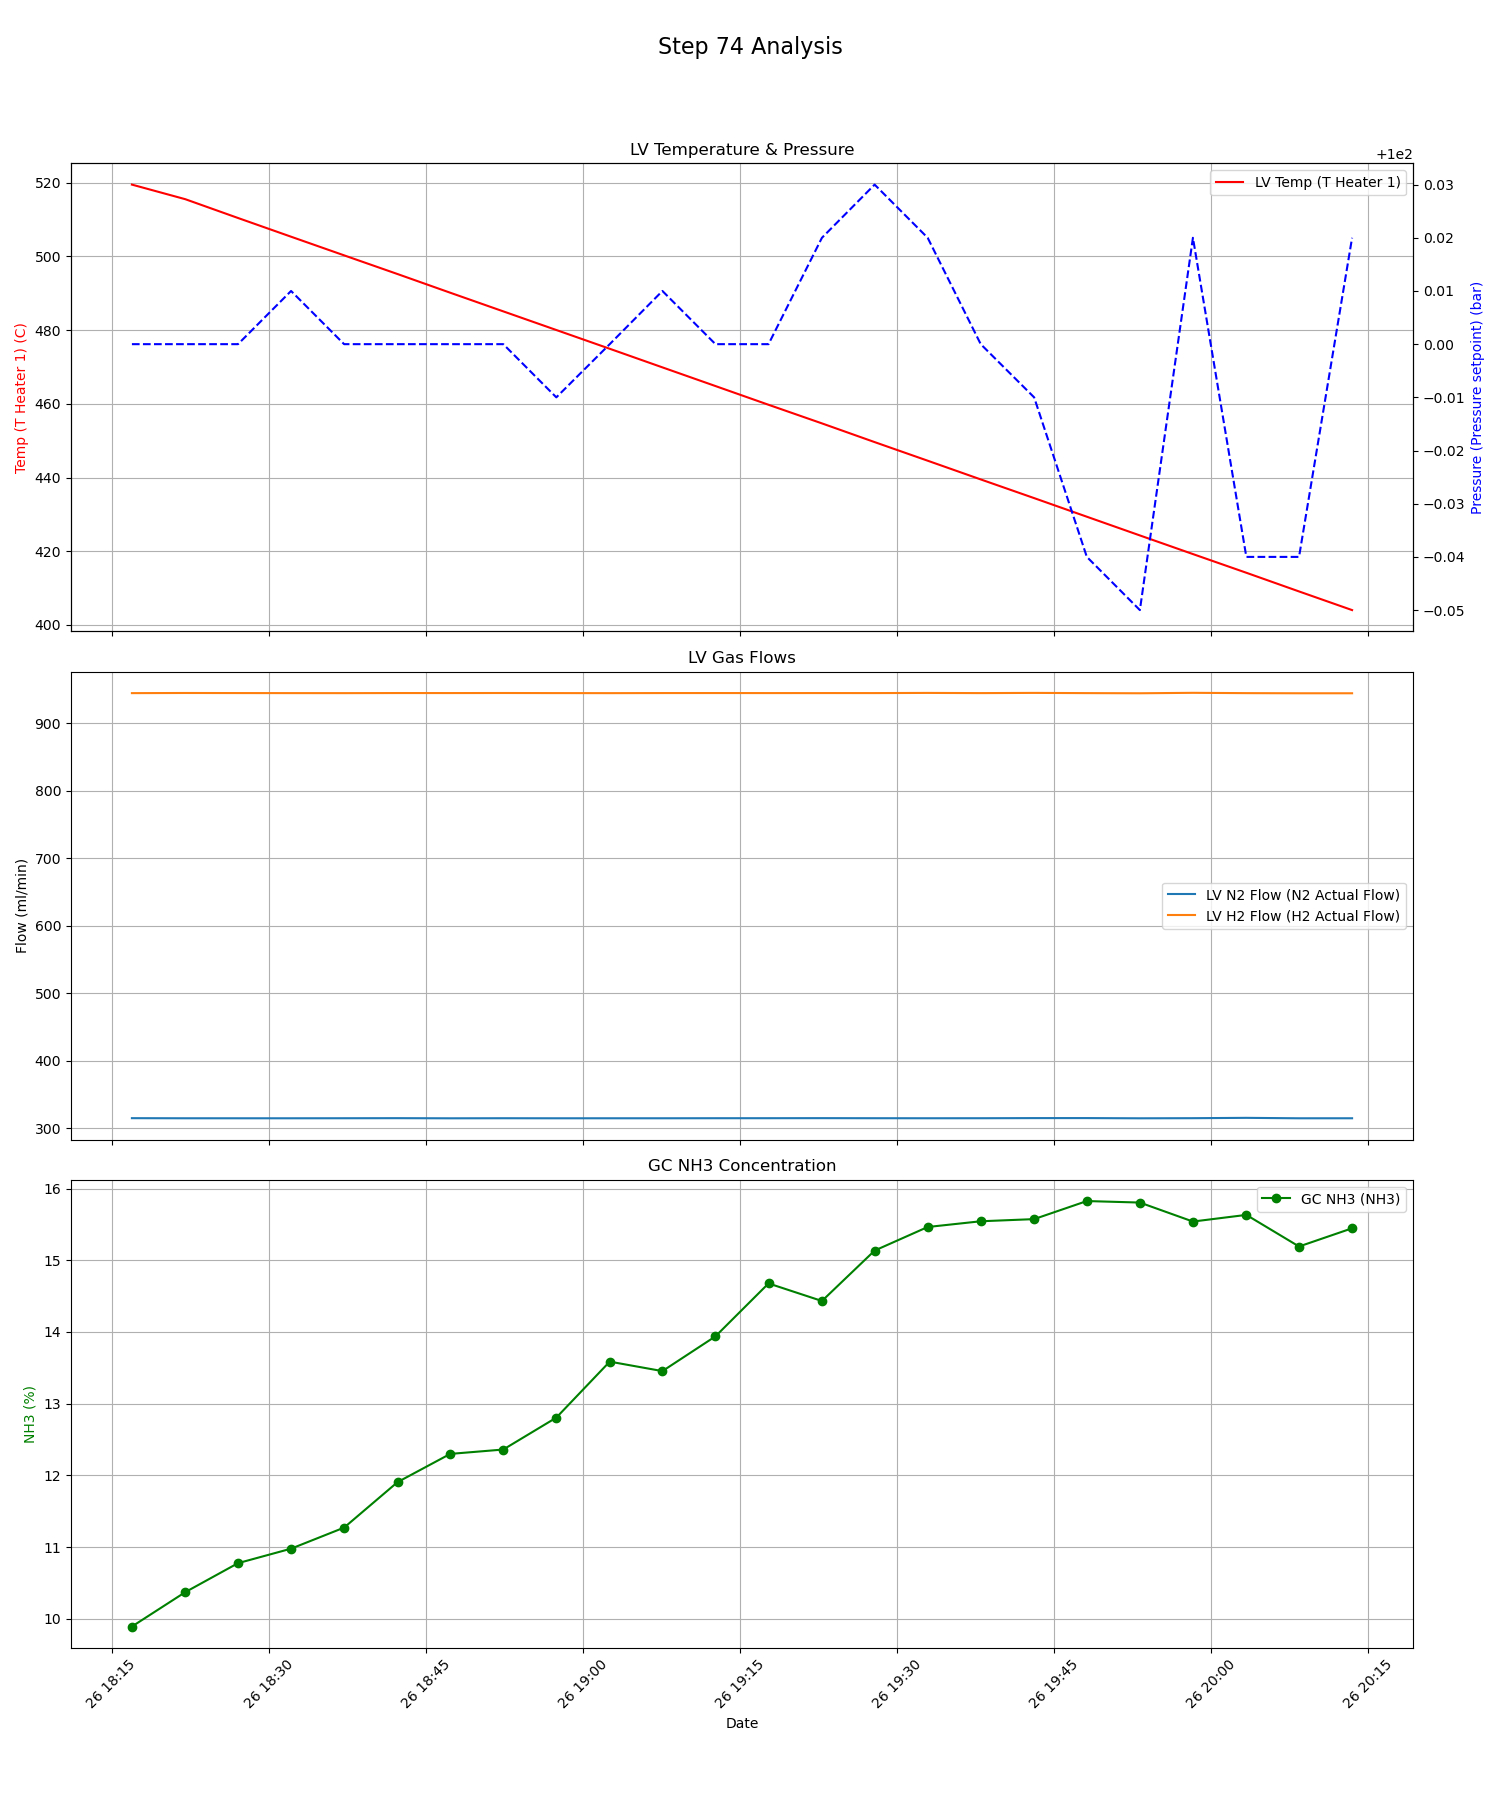 Step 74 Analysis
LV Temperature & Pressure
+1e2
LV Temp (T Heater 1)
Temp (T Heater 1) (C)
520
500
480
460
440
420
400
Pressure (Pressure setpoint) (bar)
0.03
0.02
0.01
0.00
−0.01
−0.02
−0.03
−0.04
−0.05
LV Gas Flows
Flow (ml/min)
900
800
700
600
500
400
300
LV N2 Flow (N2 Actual Flow)
LV H2 Flow (H2 Actual Flow)
GC NH3 Concentration
NH3 (%)
16
15
14
13
12
11
10
GC NH3 (NH3)
26 18:15
26 18:30
26 18:45
26 19:00
26 19:15
26 19:30
26 19:45
26 20:00
26 20:15
Date